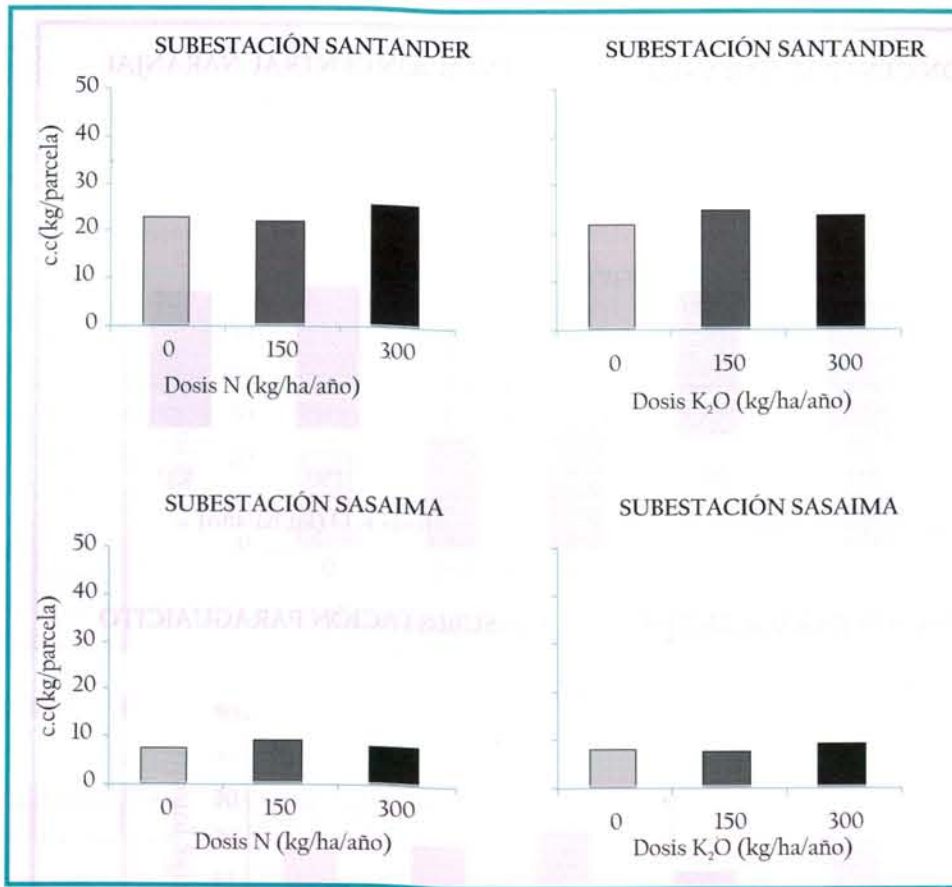 SUBESTACIÓN SANTANDER
c.c(kg/parcela)
50
40
30
20
10
0
0 150 300
Dosis N (kg/ha/año)
SUBESTACIÓN SANTANDER
0 150 300
Dosis K₂O (kg/ha/año)
SUBESTACIÓN SASAIMA
c.c(kg/parcela)
50
40
30
20
10
0
0 150 300
Dosis N (kg/ha/año)
SUBESTACIÓN SASAIMA
0 150 300
Dosis K₂O (kg/ha/año)